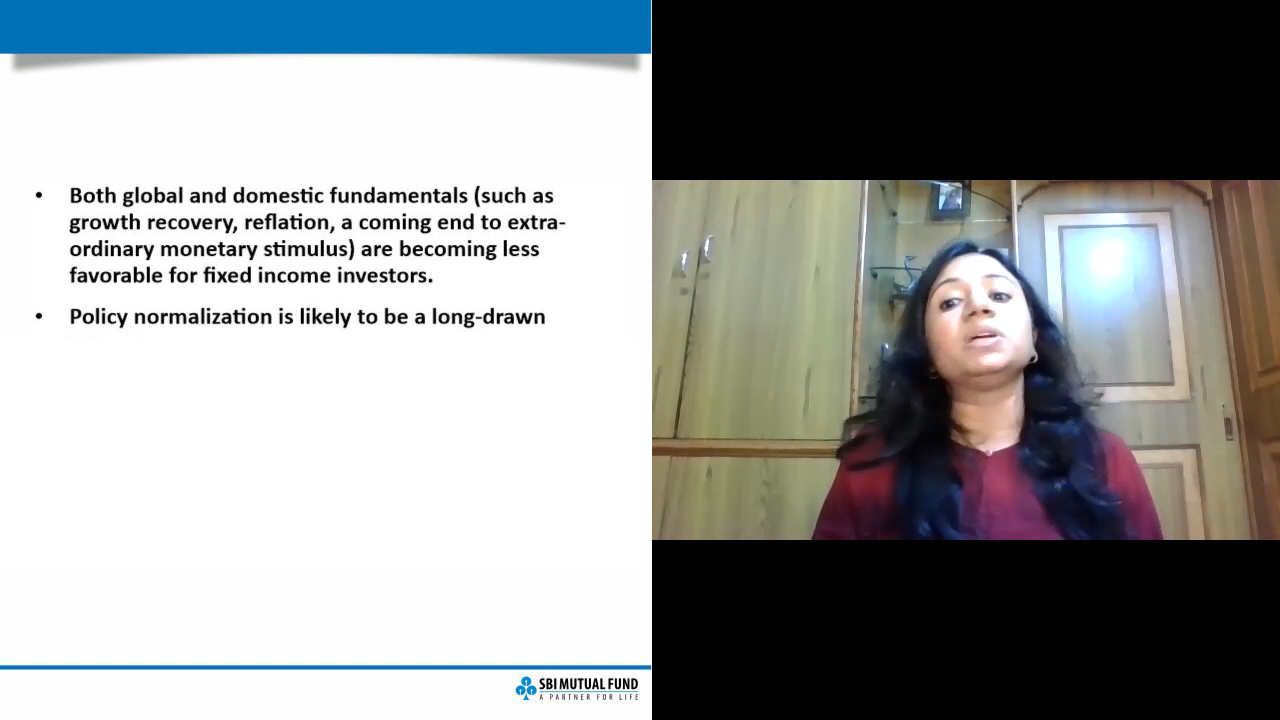 • Both global and domestic fundamentals (such as
growth recovery, reflation, a coming end to extra-
ordinary monetary stimulus) are becoming less
favorable for fixed income investors.
• Policy normalization is likely to be a long-drawn
SBI MUTUAL FUND
A PARTNER FOR LIFE